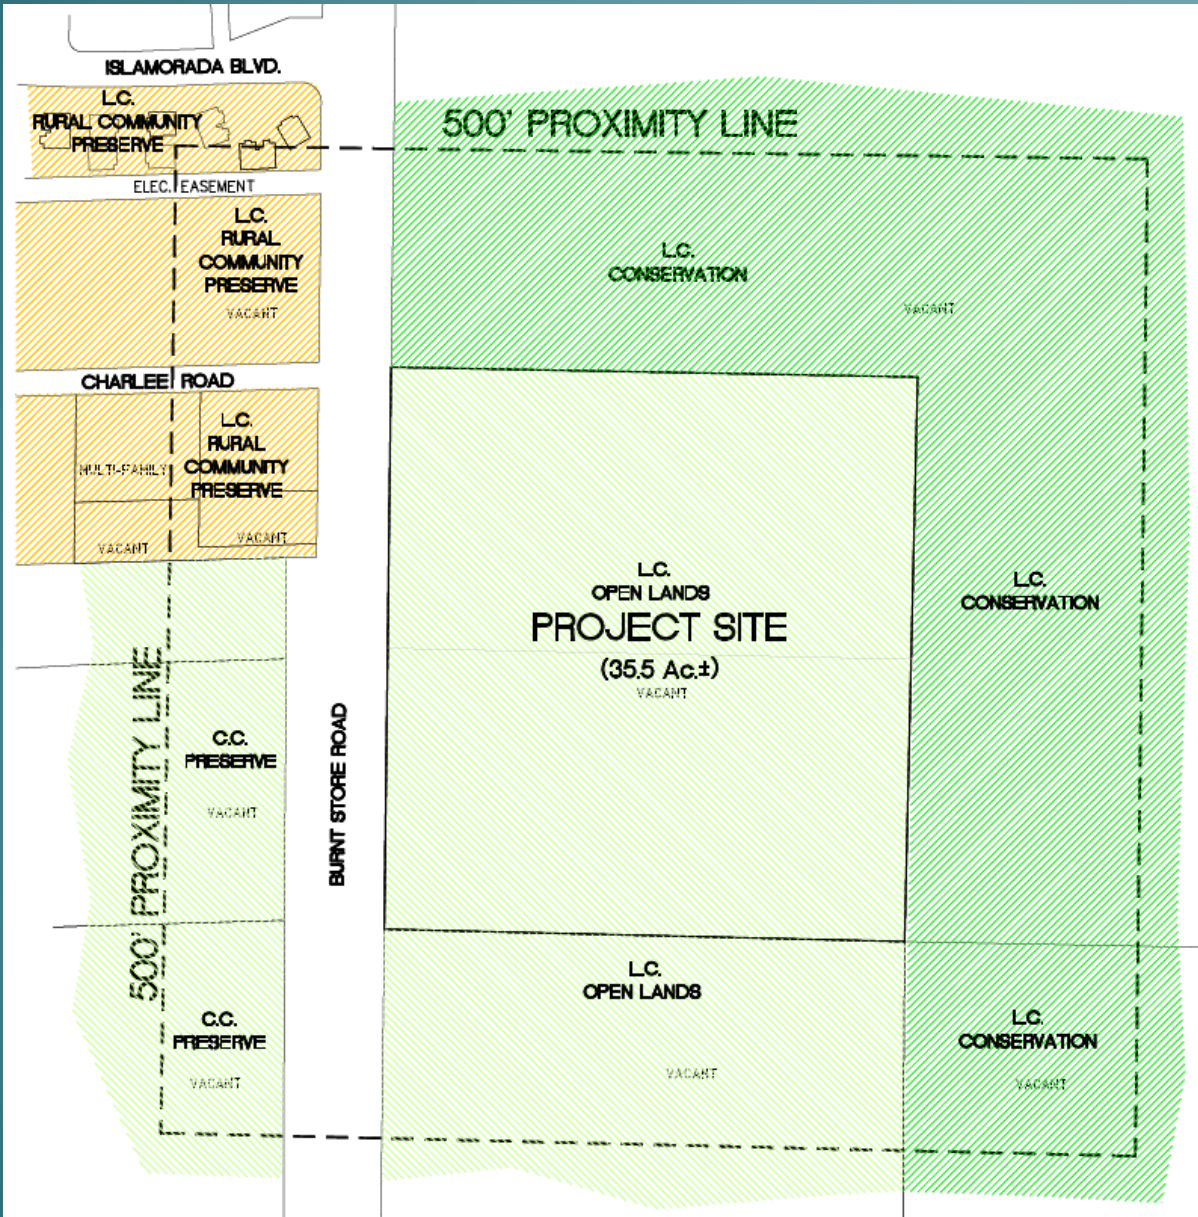 ISLAMORADA BLVD.
L.C.
RURAL COMMUNITY
PRESERVE
500' PROXIMITY LINE
ELEC. EASEMENT
L.C.
RURAL
COMMUNITY
PRESERVE
VACANT
L.C.
CONSERVATION
VACANT
CHARLEE ROAD
L.C.
RURAL
COMMUNITY
PRESERVE
MULTI-FAMILY
VACANT
VACANT
L.C.
OPEN LANDS
PROJECT SITE
(35.5 Ac.±)
VACANT
L.C.
CONSERVATION
500' PROXIMITY LINE
C.C.
PRESERVE
VACANT
BURNT STORE ROAD
L.C.
OPEN LANDS
VACANT
C.C.
PRESERVE
VACANT
L.C.
CONSERVATION
VACANT